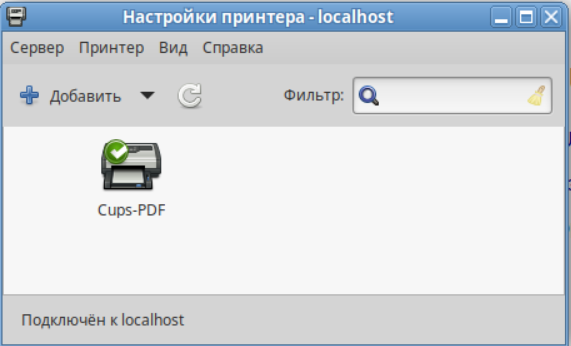 Настройки принтера - localhost
Сервер Принтер Вид Справка
Добавить Фильтр:
Cups-PDF
Подключён к localhost